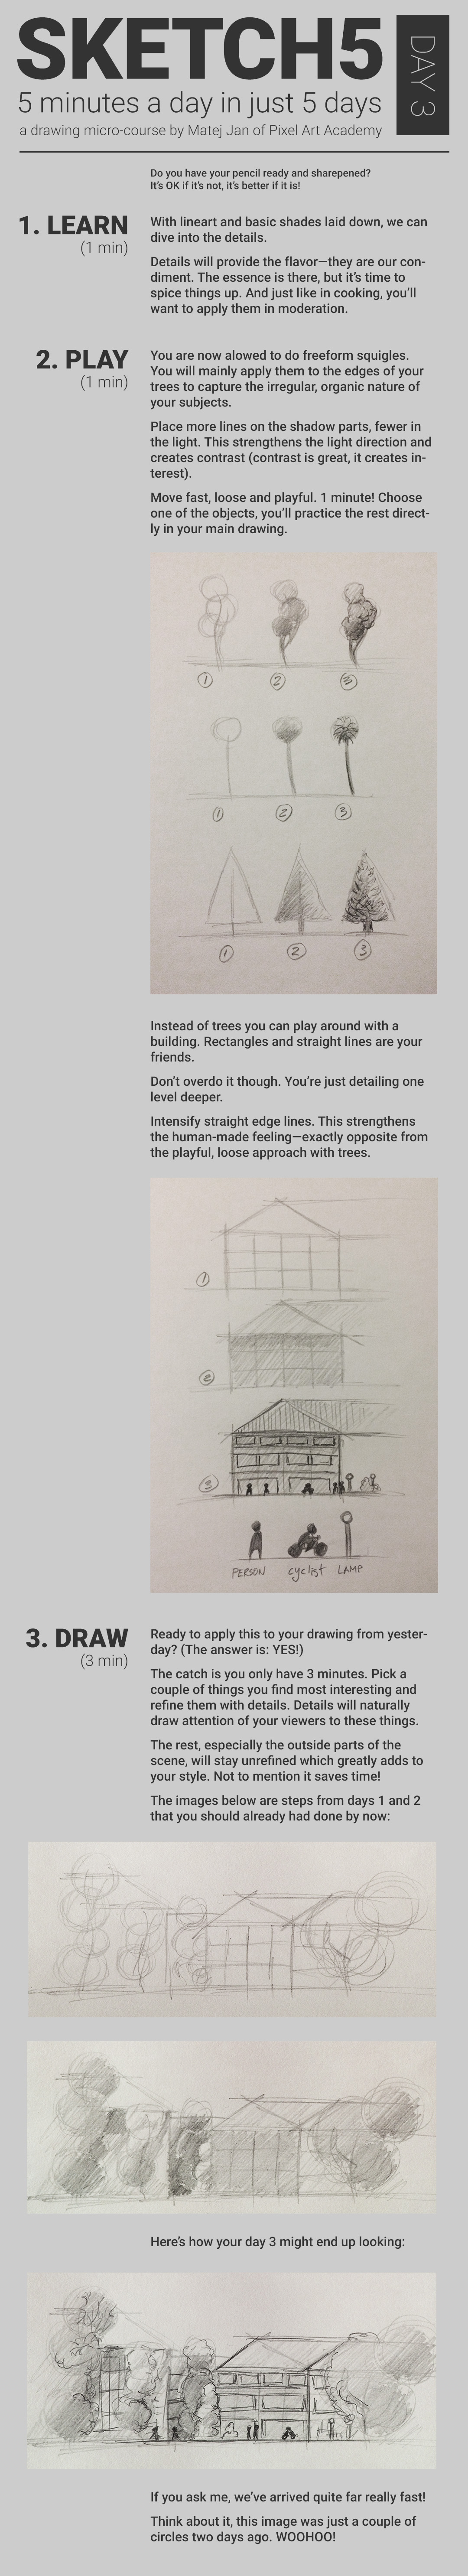 SKETCH5
DAY 3
5 minutes a day in just 5 days
a drawing micro-course by Matej Jan of Pixel Art Academy
Do you have your pencil ready and sharepened?
It's OK if it's not, it's better if it is!
1. LEARN
(1 min)
With lineart and basic shades laid down, we can
dive into the details.
Details will provide the flavor—they are our con-
diment. The essence is there, but it's time to
spice things up. And just like in cooking, you'll
want to apply them in moderation.
2. PLAY
(1 min)
You are now alowed to do freeform squigles.
You will mainly apply them to the edges of your
trees to capture the irregular, organic nature of
your subjects.
Place more lines on the shadow parts, fewer in
the light. This strengthens the light direction and
creates contrast (contrast is great, it creates in-
terest).
Move fast, loose and playful. 1 minute! Choose
one of the objects, you'll practice the rest direct-
ly in your main drawing.
1 2 3
1 2 3
1 2 3
Instead of trees you can play around with a
building. Rectangles and straight lines are your
friends.
Don't overdo it though. You're just detailing one
level deeper.
Intensify straight edge lines. This strengthens
the human-made feeling—exactly opposite from
the playful, loose approach with trees.
1
2
3
PERSON cyclist LAMP
3. DRAW
(3 min)
Ready to apply this to your drawing from yester-
day? (The answer is: YES!)
The catch is you only have 3 minutes. Pick a
couple of things you find most interesting and
refine them with details. Details will naturally
draw attention of your viewers to these things.
The rest, especially the outside parts of the
scene, will stay unrefined which greatly adds to
your style. Not to mention it saves time!
The images below are steps from days 1 and 2
that you should already had done by now:
Here's how your day 3 might end up looking:
If you ask me, we've arrived quite far really fast!
Think about it, this image was just a couple of
circles two days ago. WOOHOO!